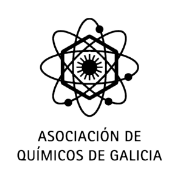 ASOCIACIÓN DE
QUÍMICOS DE GALICIA